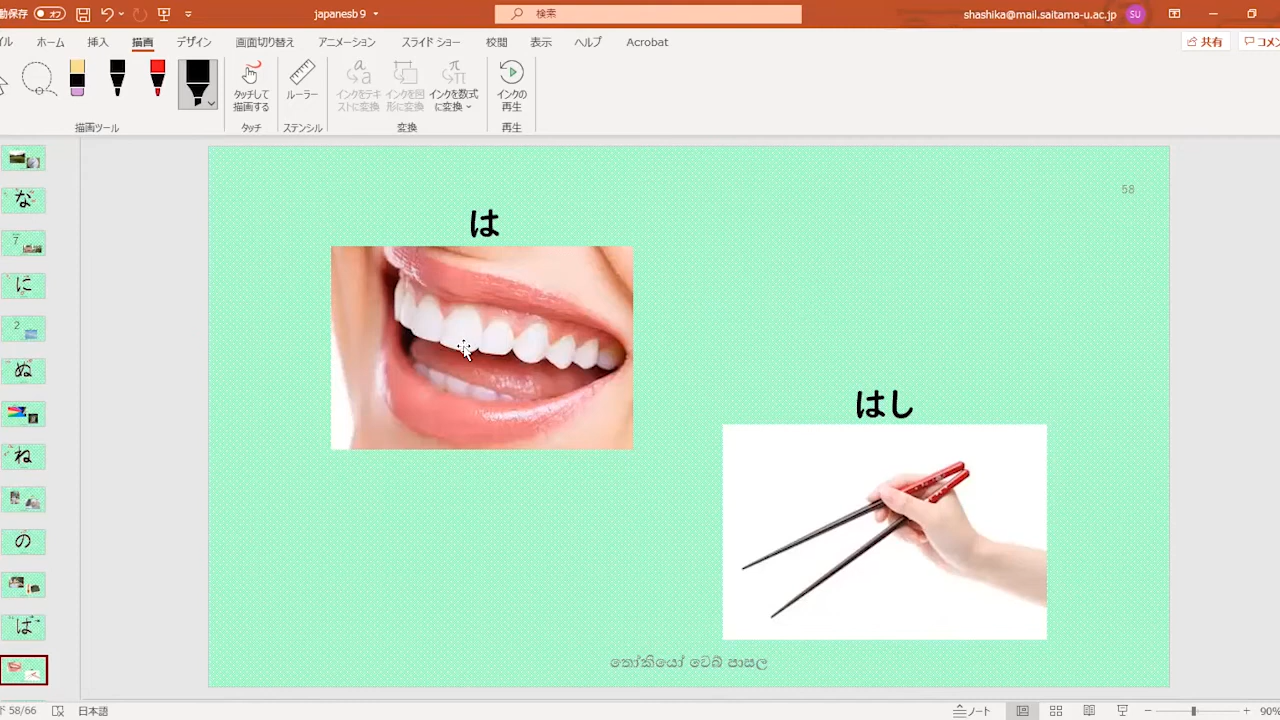 動保存 オフ japanesb 9 検索 shashika@mail.saitama-u.ac.jp SU
イル ホーム 挿入 描画 デザイン 画面切り替え アニメーション スライド ショー 校閲 表示 ヘルプ Acrobat 共有 コメン
タッチして描画する
ルーラー
インクをテキストに変換
インクを図形に変換
インクを数式に変換
インクの再生
描画ツール タッチ ステンシル 変換 再生
な
7
に
2
ぬ
ね
の
は
58
は
はし
තෝකියෝ වෙබ් පාසල
58/66 日本語 ノート 90%